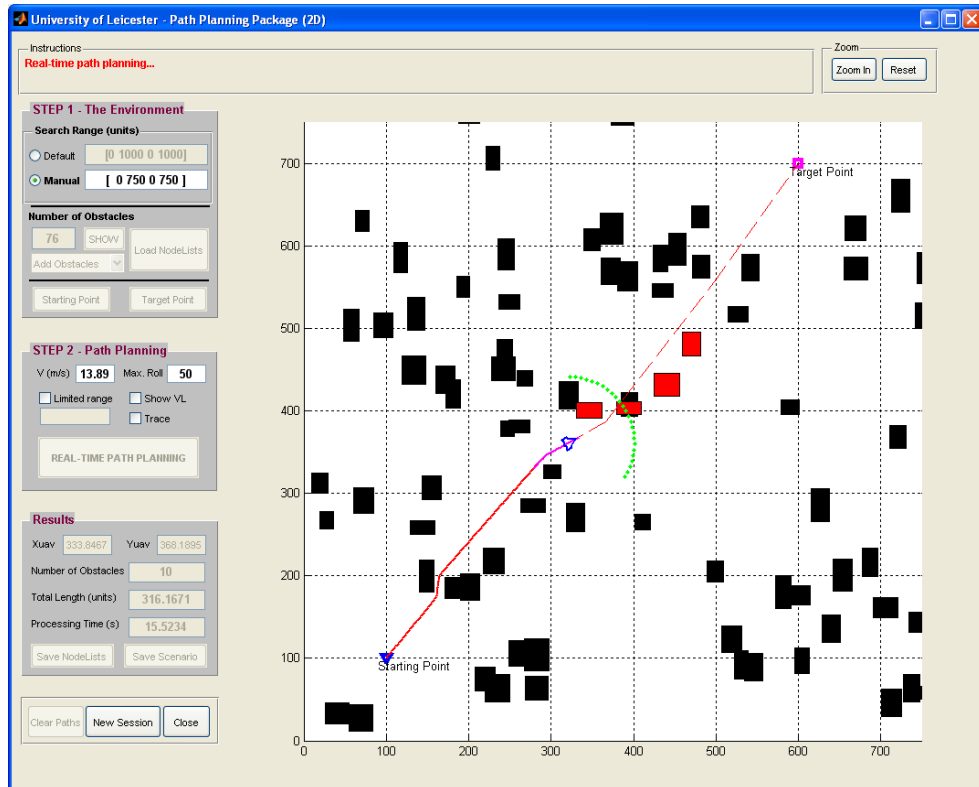 University of Leicester - Path Planning Package (2D)
Instructions
Real-time path planning...
Zoom
Zoom In
Reset
STEP 1 - The Environment
Search Range (units)
Default
[0 1000 0 1000]
Manual
[ 0 750 0 750 ]
Number of Obstacles
76
SHOW
Load NodeLists
Add Obstacles
Starting Point
Target Point
STEP 2 - Path Planning
V (m/s)
13.89
Max. Roll
50
Limited range
Show VL
Trace
REAL-TIME PATH PLANNING
Results
Xuav
333.8467
Yuav
368.1895
Number of Obstacles
10
Total Length (units)
316.1671
Processing Time (s)
15.5234
Save NodeLists
Save Scenario
Clear Paths
New Session
Close
Target Point
Starting Point
700
600
500
400
300
200
100
0
0 100 200 300 400 500 600 700